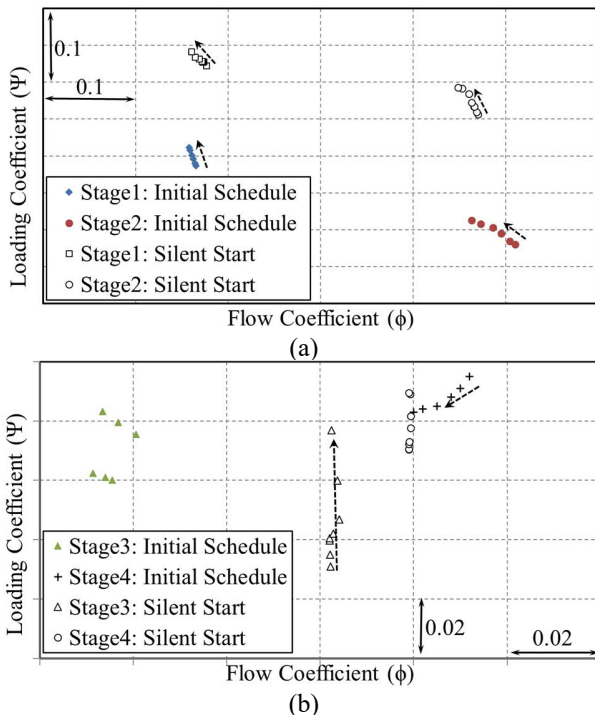 0.1
0.1
Loading Coefficient (Ψ)
Stage1: Initial Schedule
Stage2: Initial Schedule
Stage1: Silent Start
Stage2: Silent Start
Flow Coefficient (ϕ)
(a)
Loading Coefficient (Ψ)
Stage3: Initial Schedule
Stage4: Initial Schedule
Stage3: Silent Start
Stage4: Silent Start
0.02
0.02
Flow Coefficient (ϕ)
(b)